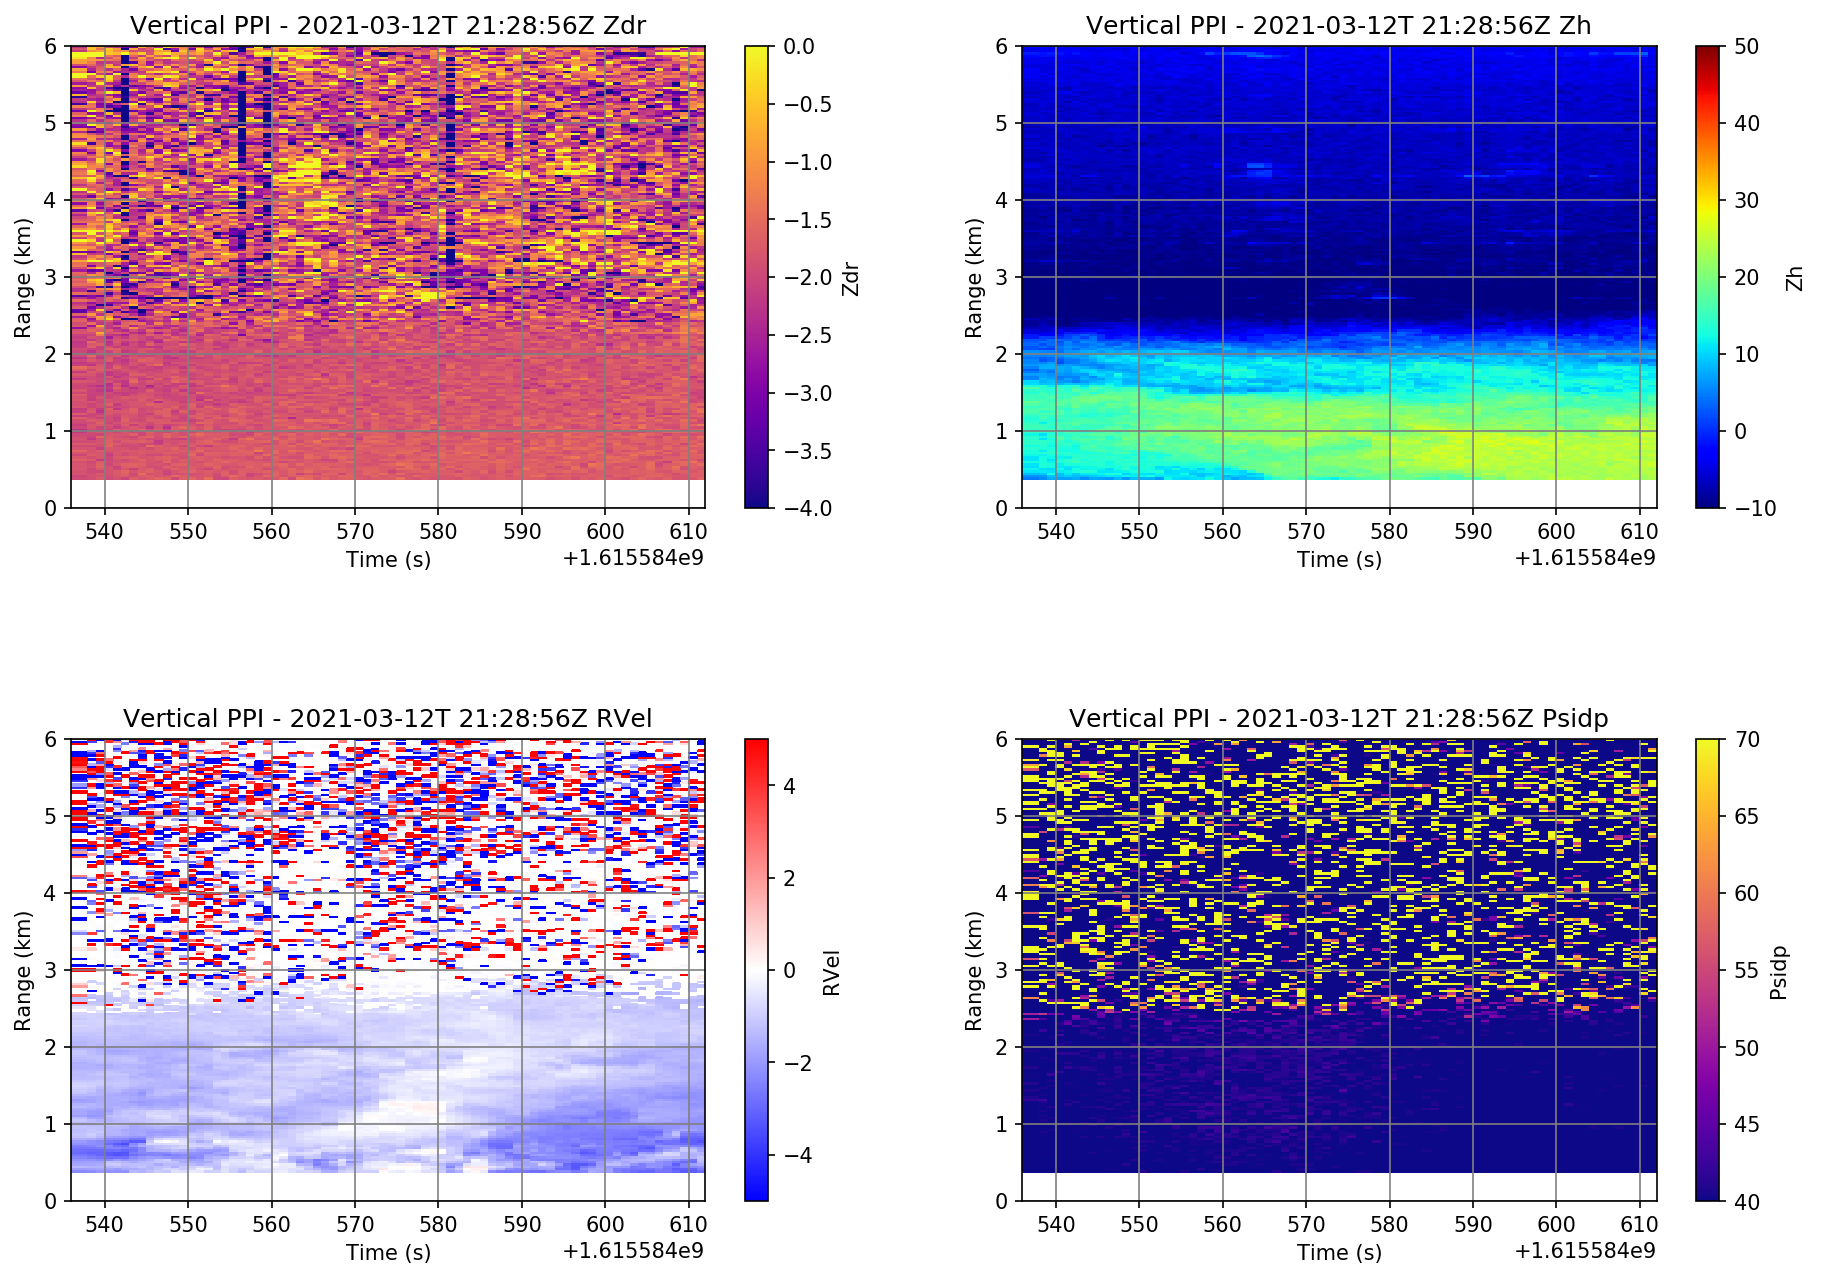 Vertical PPI - 2021-03-12T 21:28:56Z Zdr
6
5
4
3
2
1
0
Range (km)
540 550 560 570 580 590 600 610
Time (s)
+1.615584e9
0.0
−0.5
−1.0
−1.5
−2.0
−2.5
−3.0
−3.5
−4.0
Zdr
Vertical PPI - 2021-03-12T 21:28:56Z Zh
6
5
4
3
2
1
0
Range (km)
540 550 560 570 580 590 600 610
Time (s)
+1.615584e9
50
40
30
20
10
0
−10
Zh
Vertical PPI - 2021-03-12T 21:28:56Z RVel
6
5
4
3
2
1
0
Range (km)
540 550 560 570 580 590 600 610
Time (s)
+1.615584e9
4
2
0
−2
−4
RVel
Vertical PPI - 2021-03-12T 21:28:56Z Psidp
6
5
4
3
2
1
0
Range (km)
540 550 560 570 580 590 600 610
Time (s)
+1.615584e9
70
65
60
55
50
45
40
Psidp